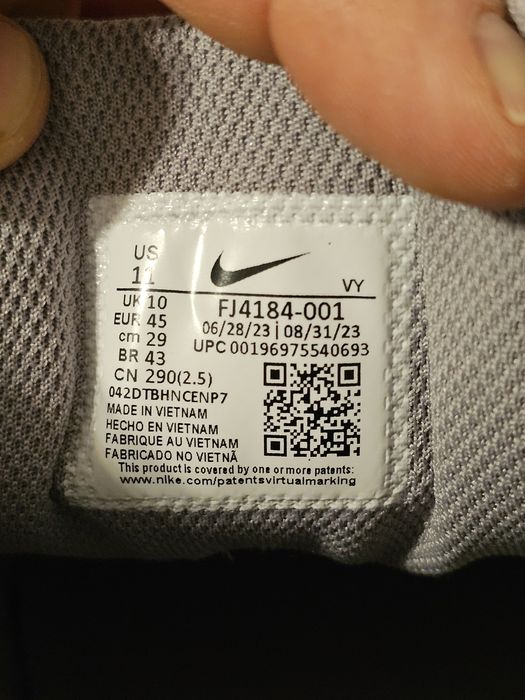 US
11
VY
UK 10
EUR 45
cm 29
BR 43
CN 290(2.5)
FJ4184-001
06/28/23 | 08/31/23
UPC 00196975540693
042DTBHNCENP7
MADE IN VIETNAM
HECHO EN VIETNAM
FABRIQUE AU VIETNAM
FABRICADO NO VIETNÃ
This product is covered by one or more patents:
www.nike.com/patentsvirtualmarking